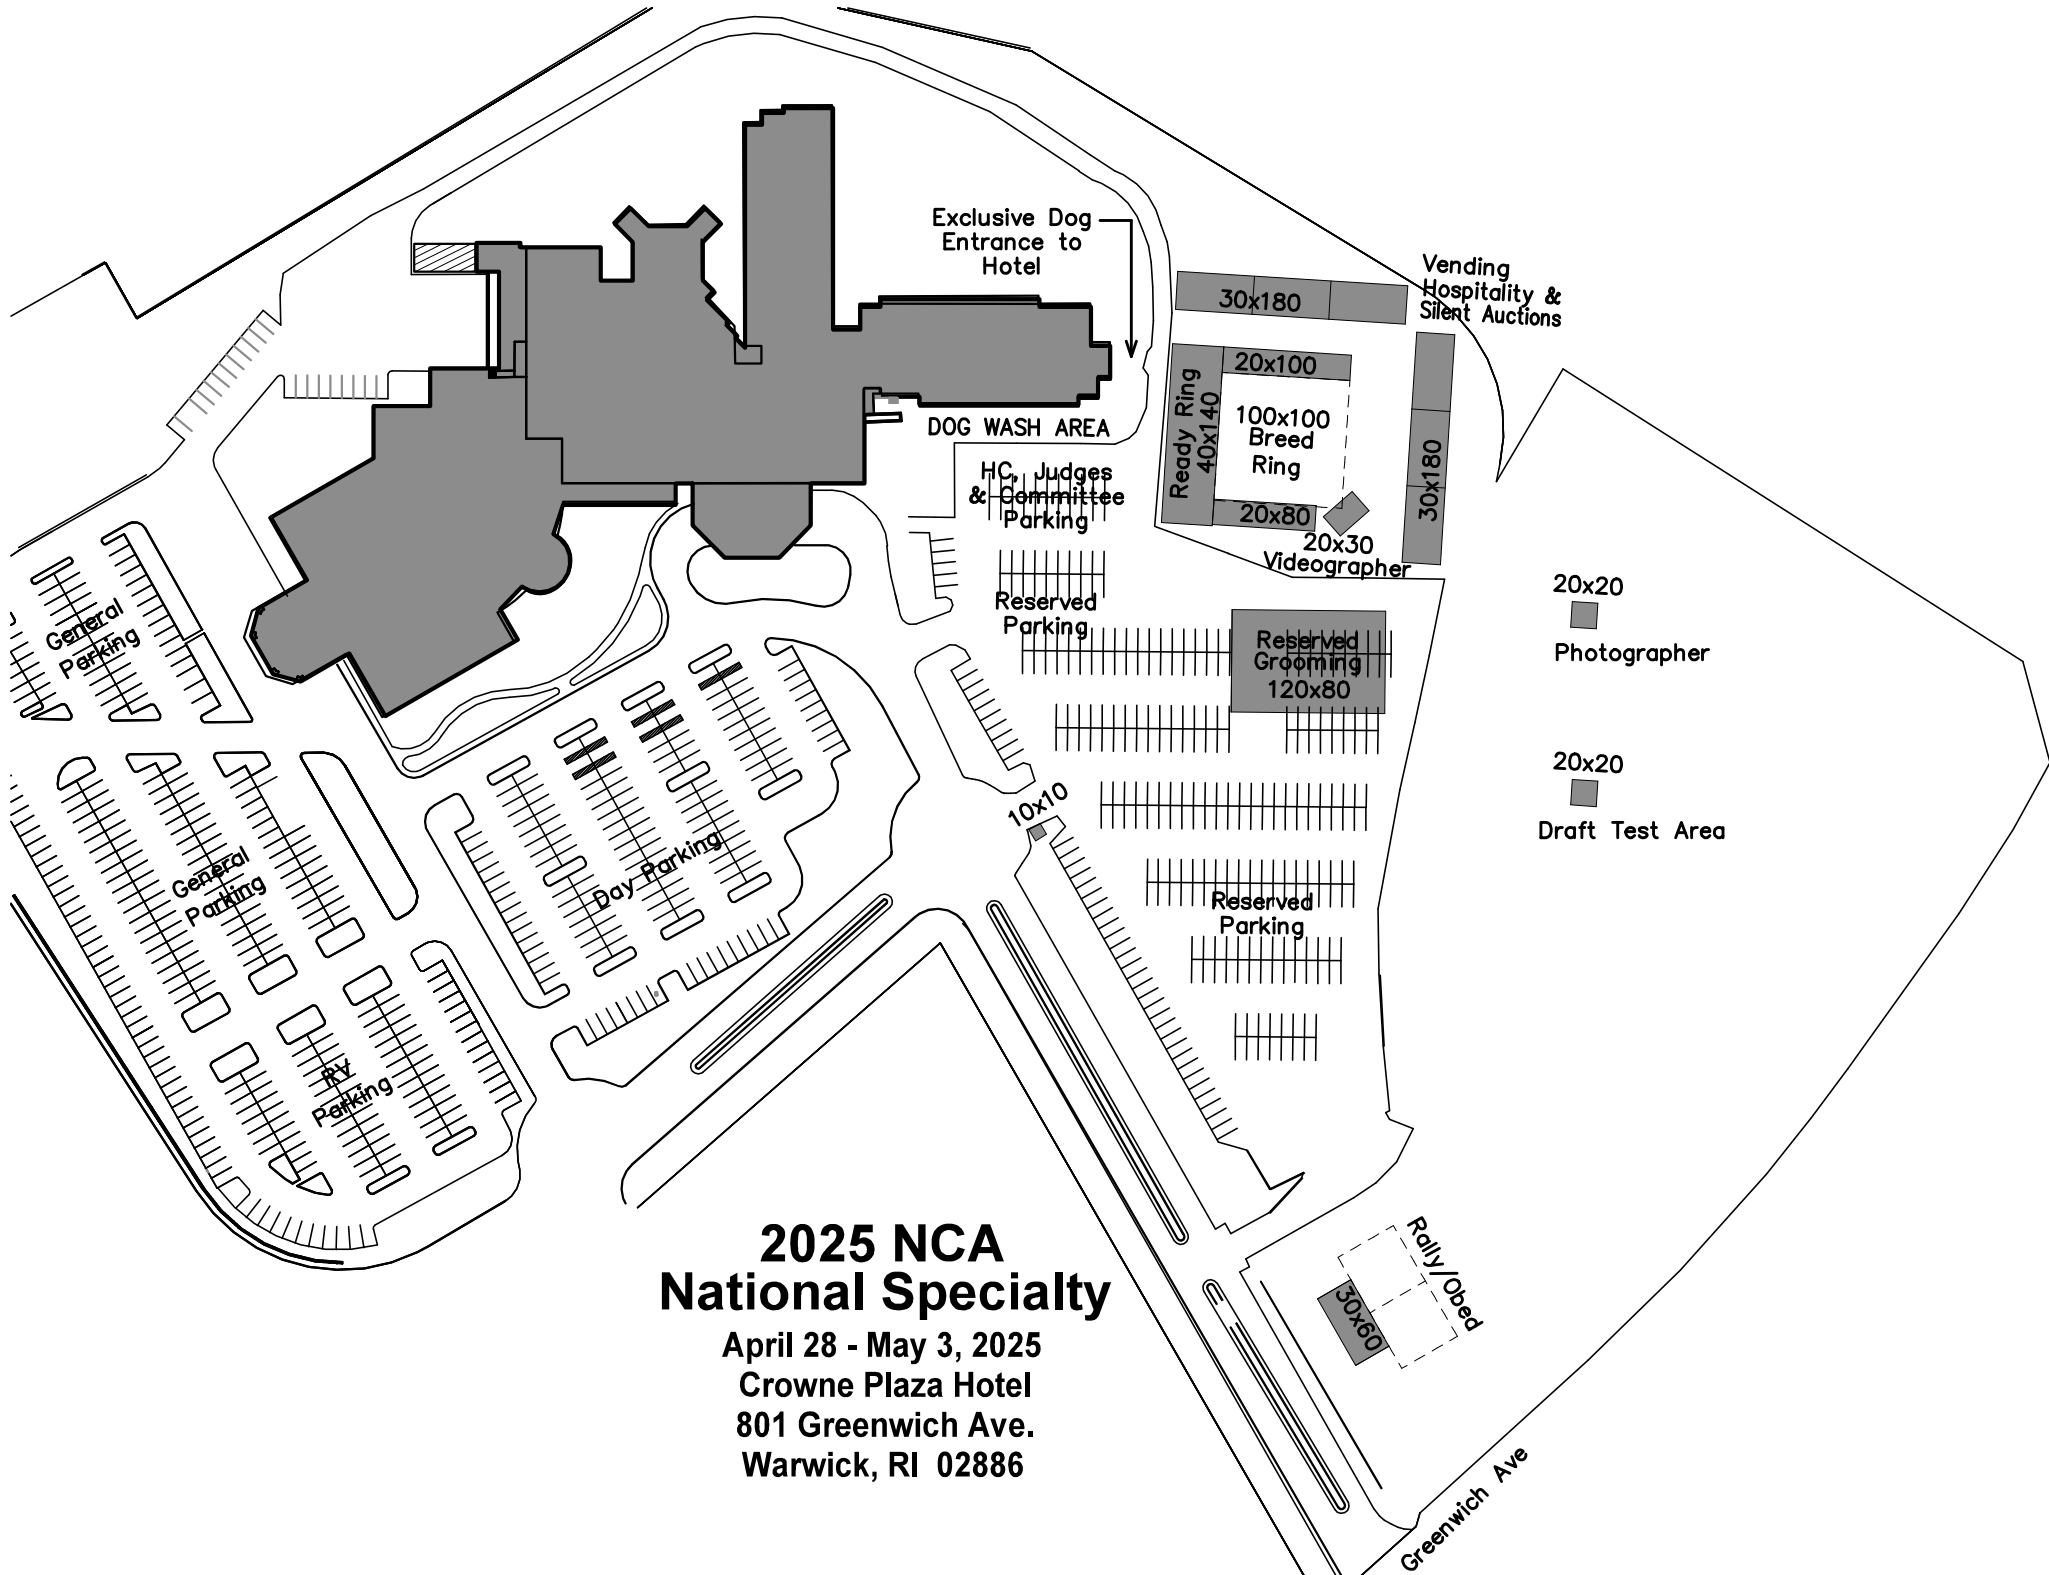 Exclusive Dog
Entrance to
Hotel
Vending
Hospitality &
Silent Auctions
30x180
20x100
Ready Ring
40x140
100x100
Breed
Ring
30x180
20x80
20x30
Videographer
DOG WASH AREA
HC, Judges
& Committee
Parking
Reserved
Parking
Reserved
Grooming
120x80
20x20
Photographer
20x20
Draft Test Area
General
Parking
General
Parking
Day Parking
10x10
Reserved
Parking
RV
Parking
Rally/Obed
30x60
Greenwich Ave
2025 NCA
National Specialty
April 28 - May 3, 2025
Crowne Plaza Hotel
801 Greenwich Ave.
Warwick, RI 02886